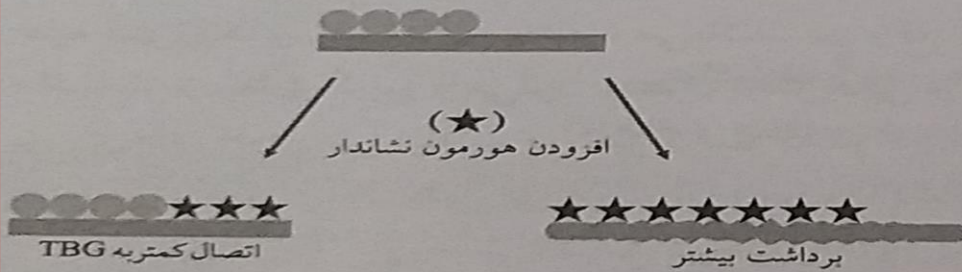 (★)
افزودن هورمون نشاندار
اتصال کمتر به TBG
برداشت بیشتر